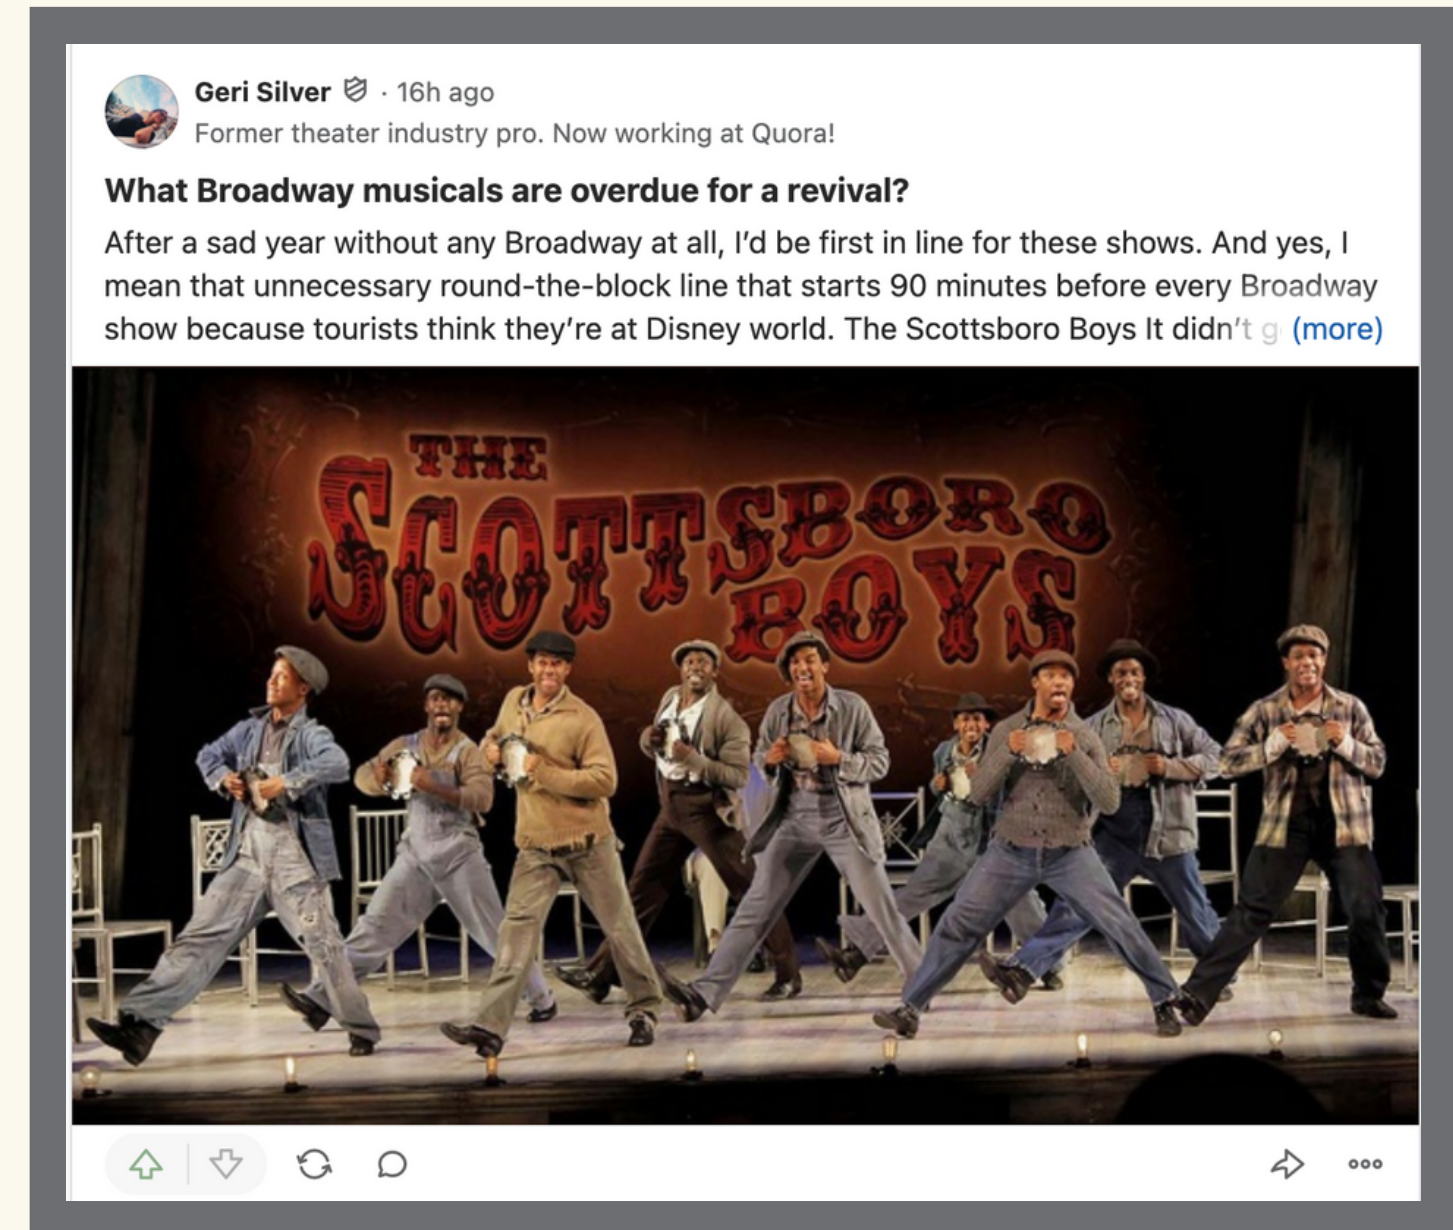 Geri Silver · 16h ago
Former theater industry pro. Now working at Quora!
What Broadway musicals are overdue for a revival?
After a sad year without any Broadway at all, I’d be first in line for these shows. And yes, I
mean that unnecessary round-the-block line that starts 90 minutes before every Broadway
show because tourists think they’re at Disney world. The Scottsboro Boys It didn’t g (more)
THE
SCOTTSBORO
BOYS